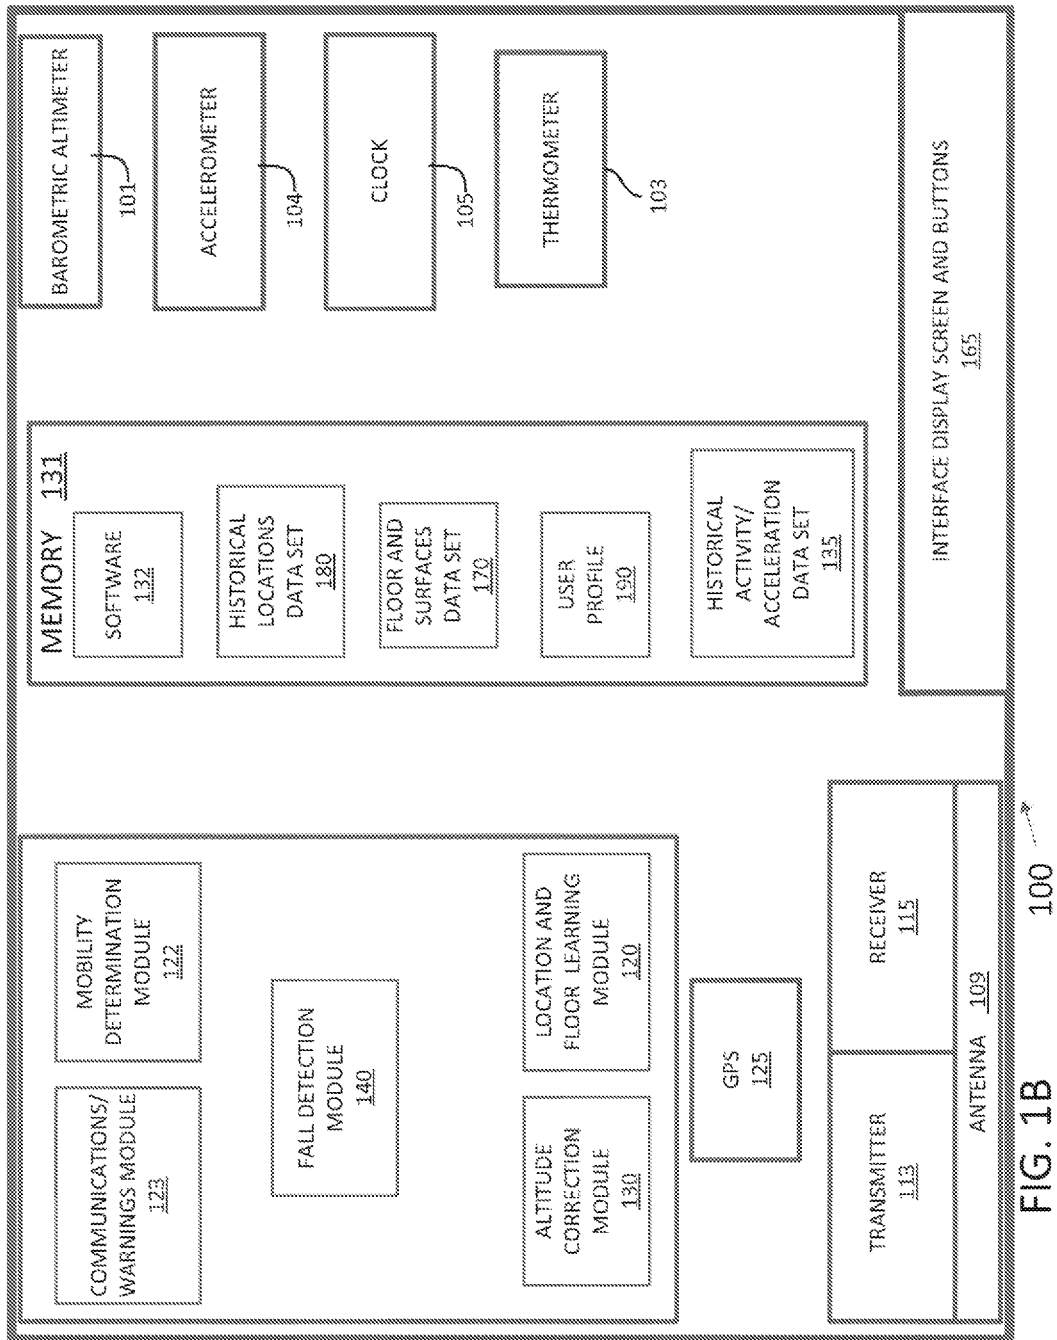 COMMUNICATIONS/
WARNINGS MODULE
123
MOBILITY
DETERMINATION
MODULE
122
FALL DETECTION
MODULE
140
ALTITUDE
CORRECTION
MODULE
130
LOCATION AND
FLOOR LEARNING
MODULE
120
GPS
125
TRANSMITTER
113
RECEIVER
115
ANTENNA 109
MEMORY 131
SOFTWARE
132
HISTORICAL
LOCATIONS
DATA SET
180
FLOOR AND
SURFACES
DATA SET
170
USER
PROFILE
190
HISTORICAL
ACTIVITY/
ACCELERATION
DATA SET
135
BAROMETRIC ALTIMETER
101
ACCELEROMETER
104
CLOCK
105
THERMOMETER
103
INTERFACE DISPLAY SCREEN AND BUTTONS
165
100
FIG. 1B